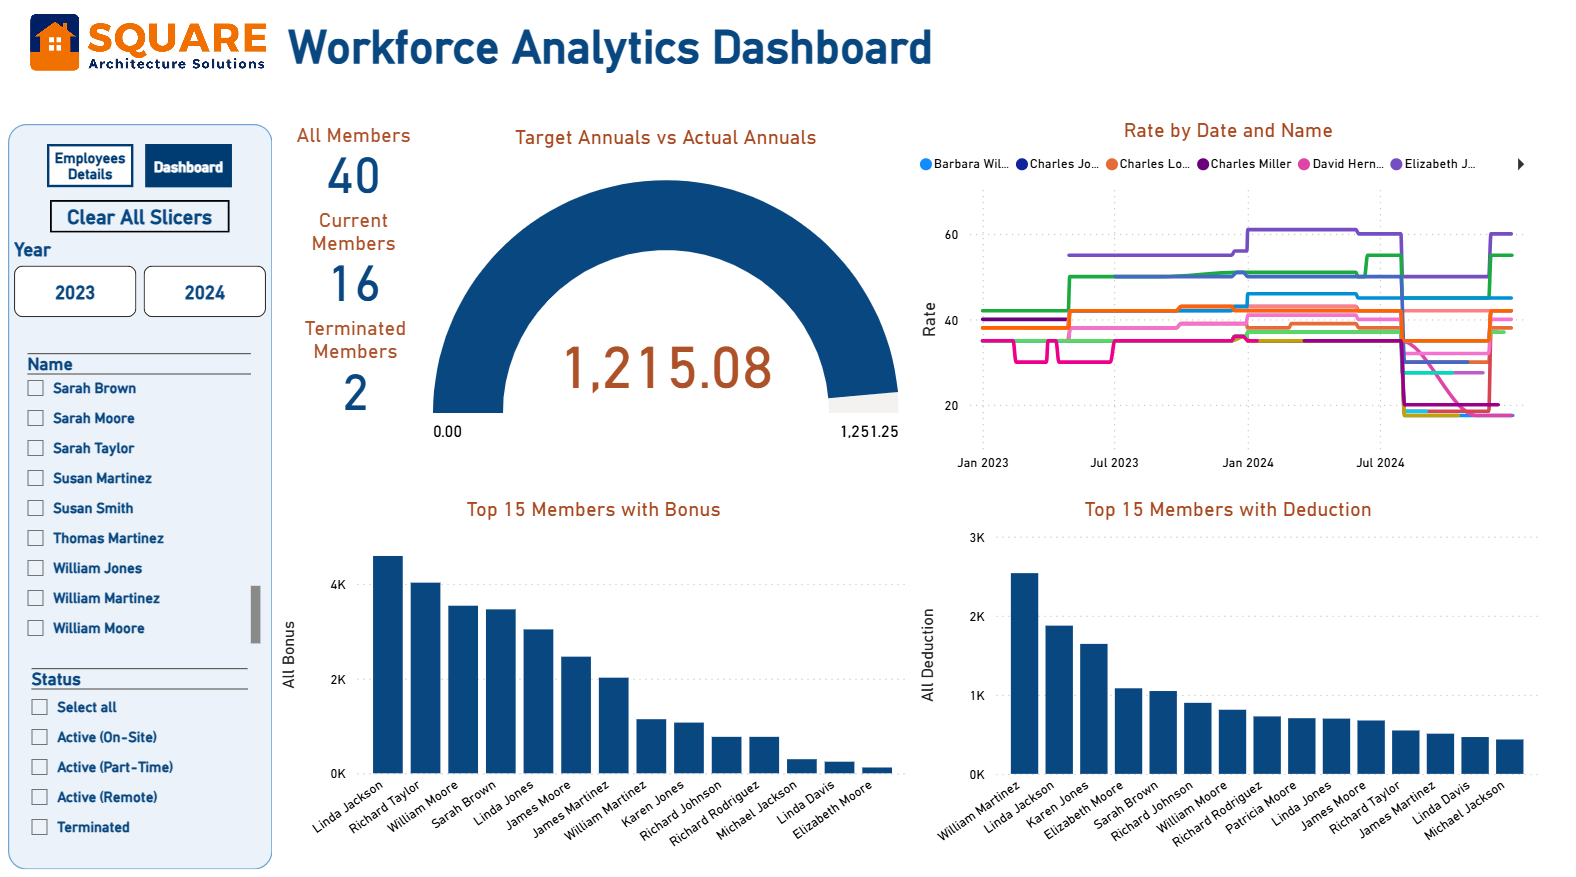 SQUARE
Architecture Solutions
Workforce Analytics Dashboard
Employees
Details
Dashboard
Clear All Slicers
Year
2023
2024
Name
Sarah Brown
Sarah Moore
Sarah Taylor
Susan Martinez
Susan Smith
Thomas Martinez
William Jones
William Martinez
William Moore
Status
Select all
Active (On-Site)
Active (Part-Time)
Active (Remote)
Terminated
All Members
40
Current
Members
16
Terminated
Members
2
Target Annuals vs Actual Annuals
1,215.08
0.00
1,251.25
Rate by Date and Name
Barbara Wil...
Charles Jo...
Charles Lo...
Charles Miller
David Hern...
Elizabeth J...
Rate
60
40
20
Jan 2023
Jul 2023
Jan 2024
Jul 2024
Top 15 Members with Bonus
All Bonus
4K
2K
0K
Linda Jackson
Richard Taylor
William Moore
Sarah Brown
Linda Jones
James Moore
James Martinez
William Martinez
Karen Jones
Richard Johnson
Richard Rodriguez
Michael Jackson
Linda Davis
Elizabeth Moore
Top 15 Members with Deduction
All Deduction
3K
2K
1K
0K
William Martinez
Linda Jackson
Karen Jones
Elizabeth Moore
Sarah Brown
Richard Johnson
William Moore
Richard Rodriguez
Patricia Moore
Linda Jones
James Moore
Richard Taylor
James Martinez
Linda Davis
Michael Jackson